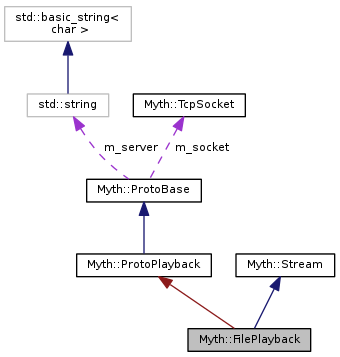 std::basic_string<
char >
std::string
Myth::TcpSocket
m_server
m_socket
Myth::ProtoBase
Myth::ProtoPlayback
Myth::Stream
Myth::FilePlayback